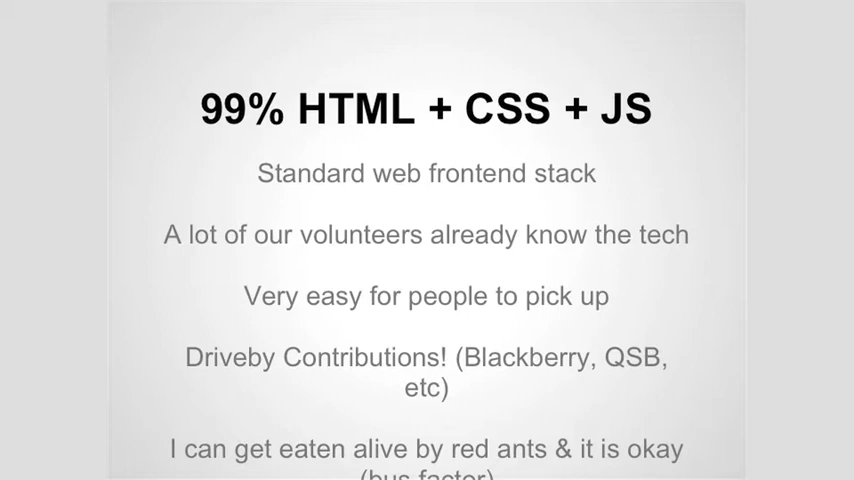 99% HTML + CSS + JS
Standard web frontend stack
A lot of our volunteers already know the tech
Very easy for people to pick up
Driveby Contributions! (Blackberry, QSB,
etc)
I can get eaten alive by red ants & it is okay
(bus factor)